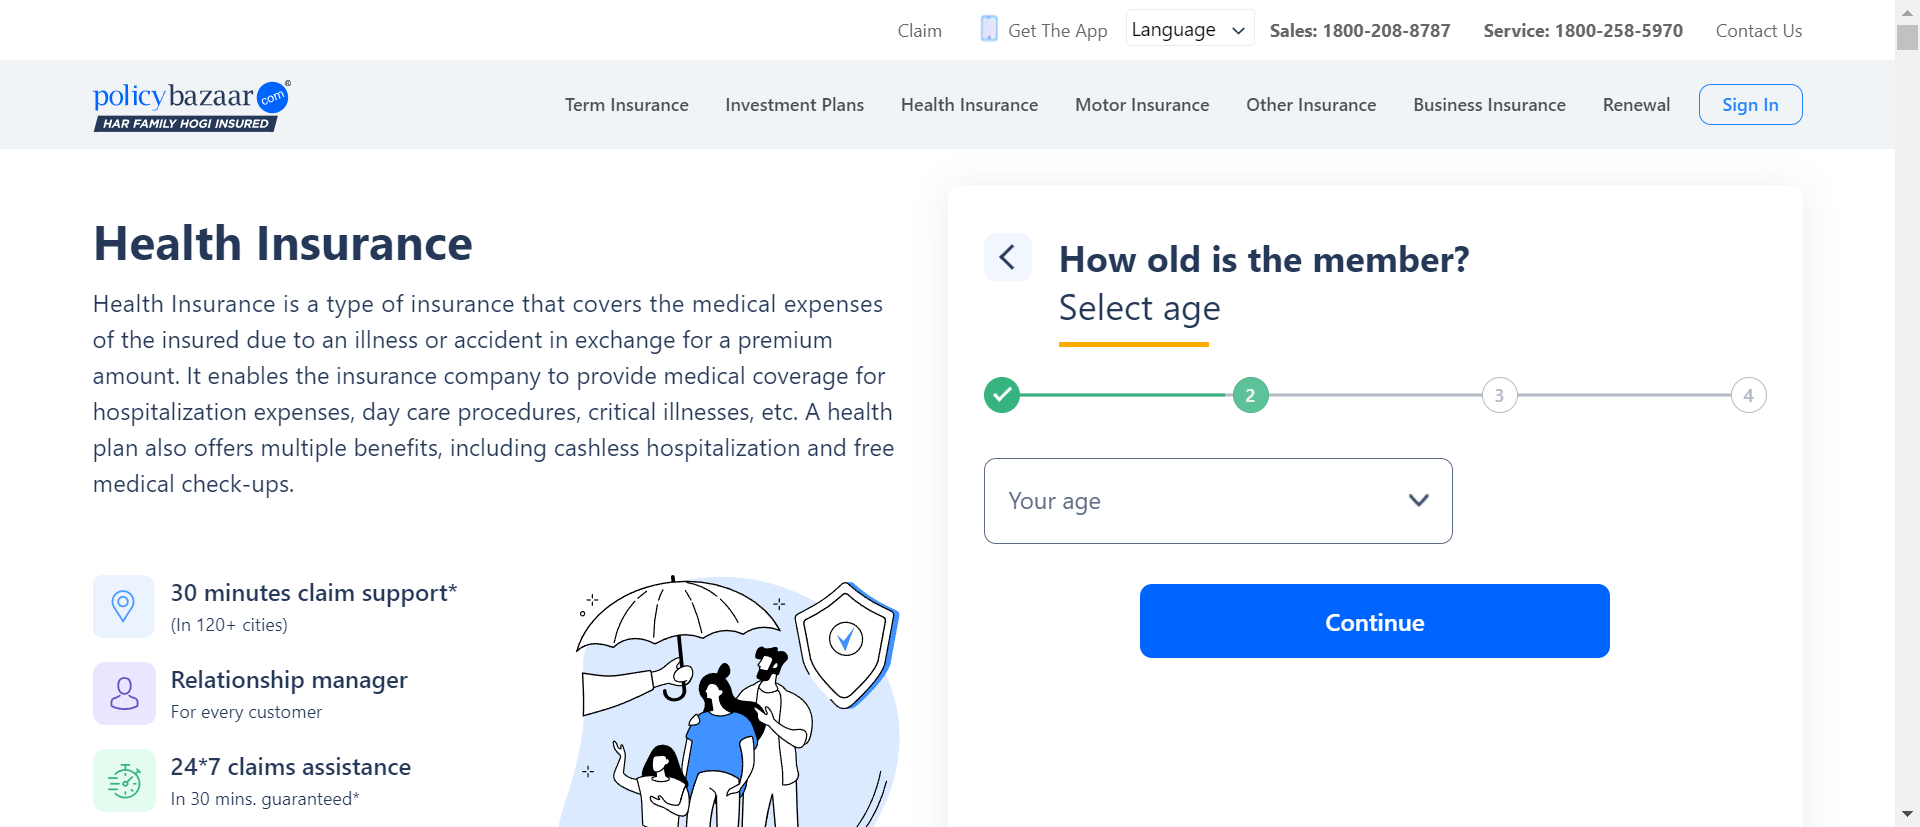 Claim
Get The App
Language
Sales: 1800-208-8787
Service: 1800-258-5970
Contact Us
policybazaar com ®
HAR FAMILY HOGI INSURED
Term Insurance
Investment Plans
Health Insurance
Motor Insurance
Other Insurance
Business Insurance
Renewal
Sign In
Health Insurance
Health Insurance is a type of insurance that covers the medical expenses
of the insured due to an illness or accident in exchange for a premium
amount. It enables the insurance company to provide medical coverage for
hospitalization expenses, day care procedures, critical illnesses, etc. A health
plan also offers multiple benefits, including cashless hospitalization and free
medical check-ups.
30 minutes claim support*
(In 120+ cities)
Relationship manager
For every customer
24*7 claims assistance
In 30 mins. guaranteed*
How old is the member?
Select age
2
3
4
Your age
Continue